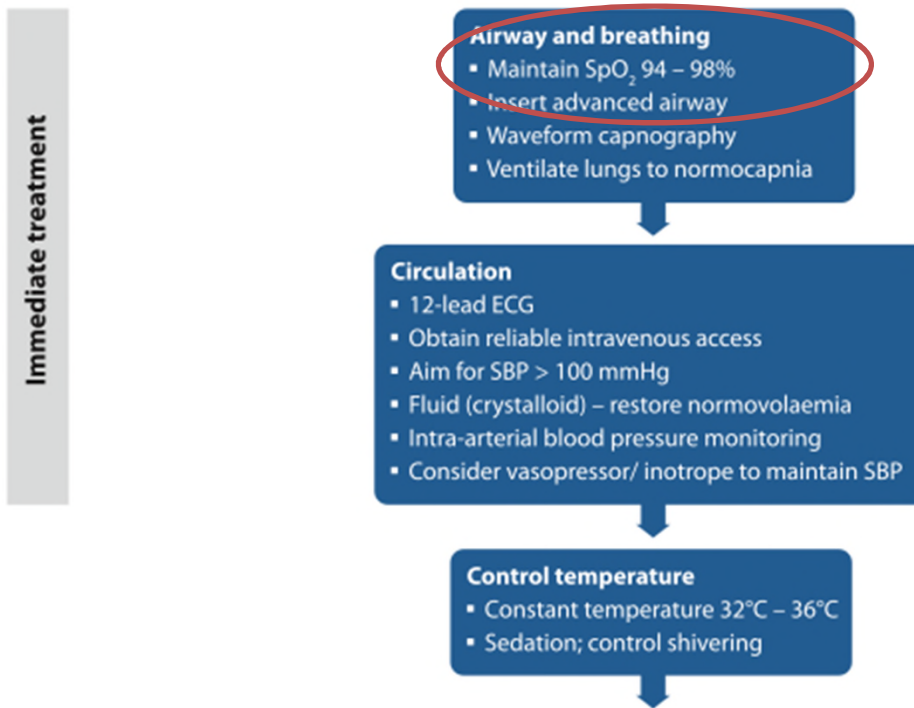 Immediate treatment
Airway and breathing
▪ Maintain SpO₂ 94 – 98%
▪ Insert advanced airway
▪ Waveform capnography
▪ Ventilate lungs to normocapnia
Circulation
▪ 12-lead ECG
▪ Obtain reliable intravenous access
▪ Aim for SBP > 100 mmHg
▪ Fluid (crystalloid) – restore normovolaemia
▪ Intra-arterial blood pressure monitoring
▪ Consider vasopressor/ inotrope to maintain SBP
Control temperature
▪ Constant temperature 32°C – 36°C
▪ Sedation; control shivering